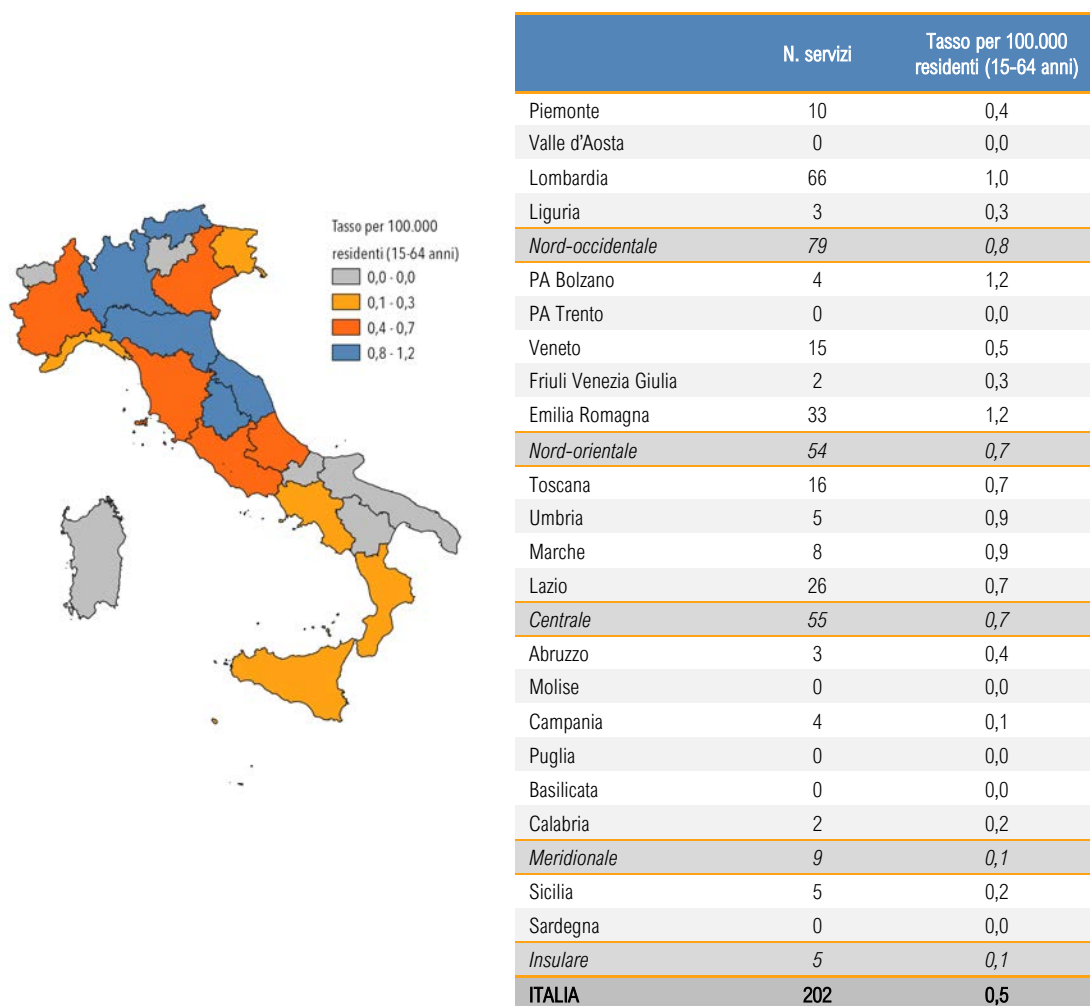 Tasso per 100.000
residenti (15-64 anni)
0,0 - 0,0
0,1 - 0,3
0,4 - 0,7
0,8 - 1,2
N. servizi Tasso per 100.000
residenti (15-64 anni)
Piemonte 10 0,4
Valle d'Aosta 0 0,0
Lombardia 66 1,0
Liguria 3 0,3
Nord-occidentale 79 0,8
PA Bolzano 4 1,2
PA Trento 0 0,0
Veneto 15 0,5
Friuli Venezia Giulia 2 0,3
Emilia Romagna 33 1,2
Nord-orientale 54 0,7
Toscana 16 0,7
Umbria 5 0,9
Marche 8 0,9
Lazio 26 0,7
Centrale 55 0,7
Abruzzo 3 0,4
Molise 0 0,0
Campania 4 0,1
Puglia 0 0,0
Basilicata 0 0,0
Calabria 2 0,2
Meridionale 9 0,1
Sicilia 5 0,2
Sardegna 0 0,0
Insulare 5 0,1
ITALIA 202 0,5